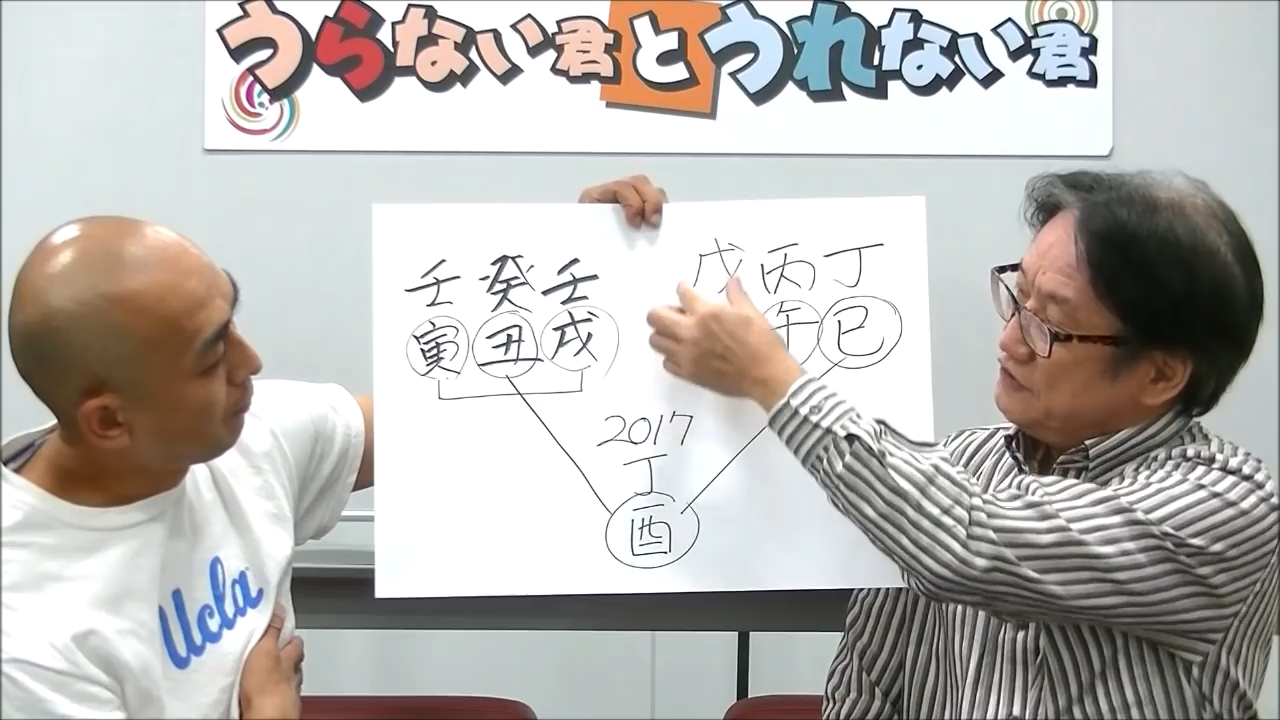 うらない君とうれない君
壬 癸 壬
寅 丑 戌
戊 丙 丁
午 巳
2017
丁
酉
Ucla